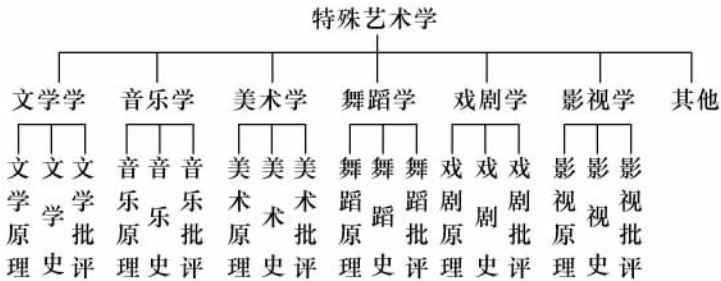 特殊艺术学
文学学
音乐学
美术学
舞蹈学
戏剧学
影视学
其他
文学原理
文学史
文学批评
音乐原理
音乐史
音乐批评
美术原理
美术史
美术批评
舞蹈原理
舞蹈史
舞蹈批评
戏剧原理
戏剧史
戏剧批评
影视原理
影视史
影视批评